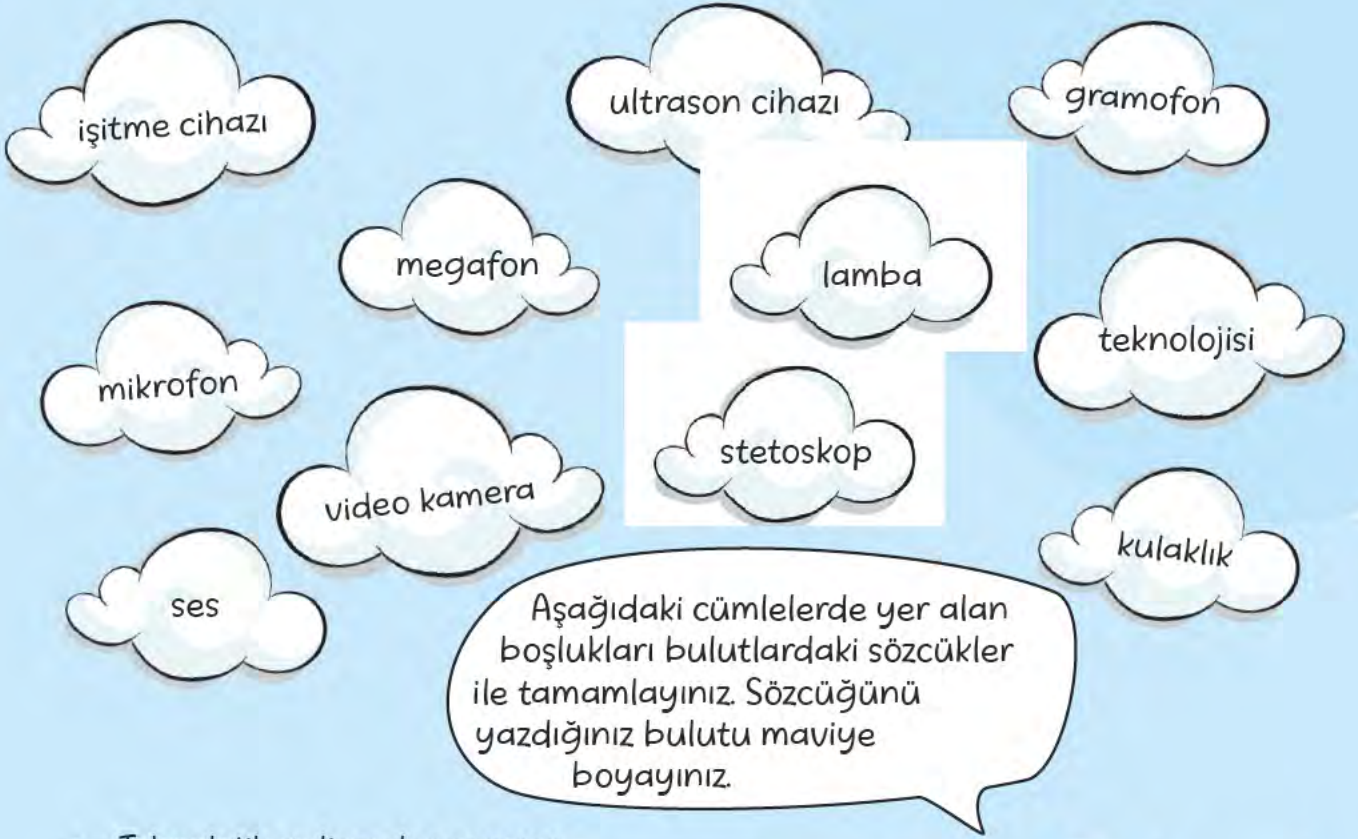 işitme cihazı
ultrason cihazı
gramofon
megafon
lamba
teknolojisi
mikrofon
stetoskop
video kamera
kulaklık
ses
Aşağıdaki cümlelerde yer alan
boşlukları bulutlardaki sözcükler
ile tamamlayınız. Sözcüğünü
yazdığınız bulutu maviye
boyayınız.